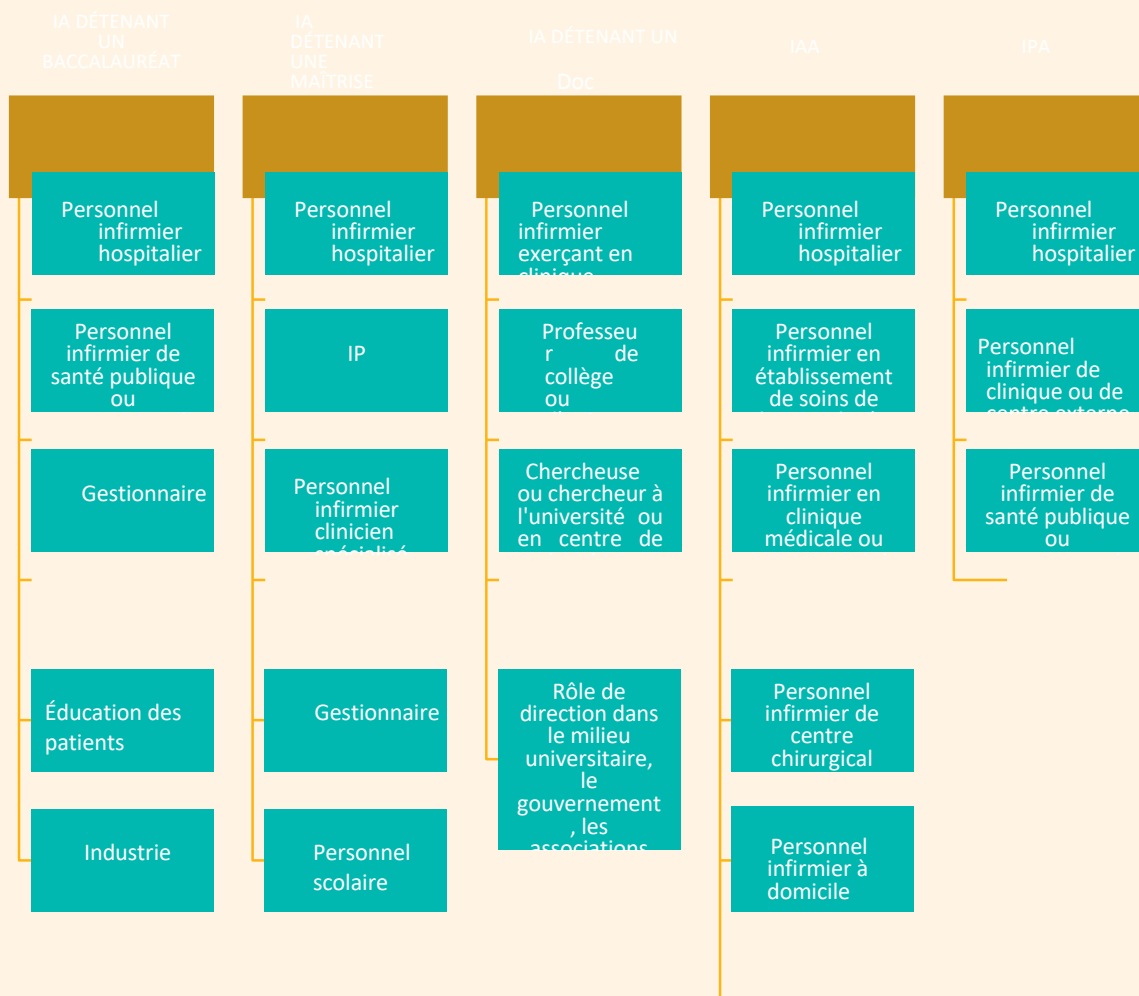 IA DÉTENANT
UN
BACCALAURÉAT
Personnel
infirmier
hospitalier
Personnel
infirmier de
santé publique
ou
Gestionnaire
Éducation des
patients
Industrie
IA
DÉTENANT
UNE
MAÎTRISE
Personnel
infirmier
hospitalier
IP
Personnel
infirmier
clinicien
spécialisé
Gestionnaire
Personnel
scolaire
IA DÉTENANT UN
Doc
Personnel
infirmier
exerçant en
clinique
Professeu
r de
collège
ou
Chercheuse
ou chercheur à
l'université ou
en centre de
Rôle de
direction dans
le milieu
universitaire,
le
gouvernement
, les
associations
IAA
Personnel
infirmier
hospitalier
Personnel
infirmier en
établissement
de soins de
Personnel
infirmier en
clinique
médicale ou
Personnel
infirmier de
centre
chirurgical
Personnel
infirmier à
domicile
IPA
Personnel
infirmier
hospitalier
Personnel
infirmier de
clinique ou de
centre externe
Personnel
infirmier de
santé publique
ou